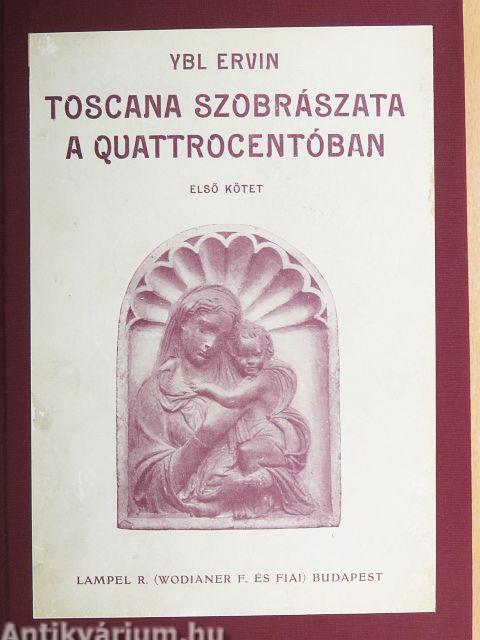 YBL ERVIN
TOSCANA SZOBRÁSZATA
A QUATTROCENTÓBAN
ELSŐ KÖTET
LAMPEL R. (WODIANER F. ÉS FIAI) BUDAPEST
Antikvárium.hu